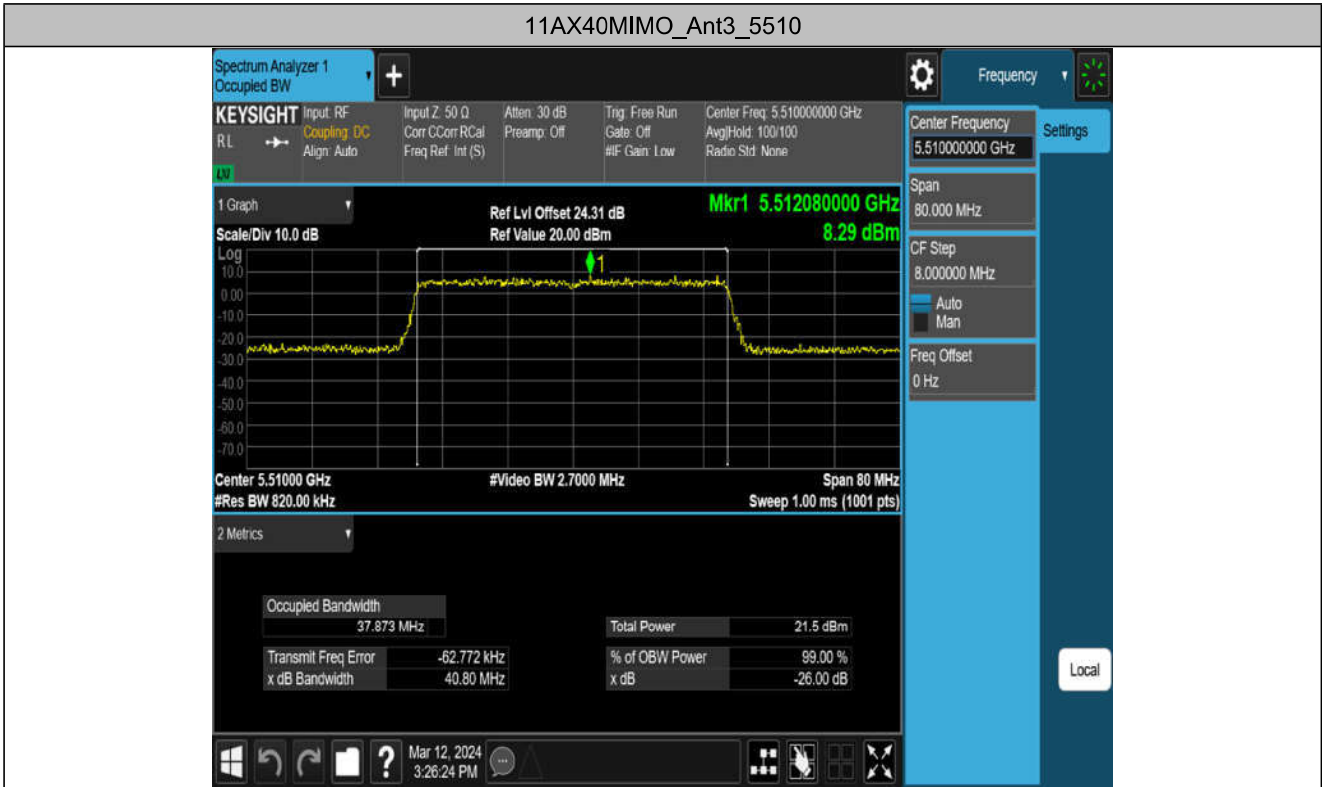 11AX40MIMO_Ant3_5510
Spectrum Analyzer 1
Occupied BW
Frequency
KEYSIGHT
RL
LXI
Input: RF
Coupling: DC
Align: Auto
Input Z: 50 Ω
Corr CCorr RCal
Freq Ref: Int (S)
Atten: 30 dB
Preamp: Off
Trig: Free Run
Gate: Off
#IF Gain: Low
Center Freq: 5.510000000 GHz
Avg|Hold: 100/100
Radio Std: None
Center Frequency
5.510000000 GHz
Settings
Span
80.000 MHz
CF Step
8.000000 MHz
Auto
Man
Freq Offset
0 Hz
Local
1 Graph
Scale/Div 10.0 dB
Ref Lvl Offset 24.31 dB
Ref Value 20.00 dBm
Mkr1 5.512080000 GHz
8.29 dBm
Log
10.0
0.00
-10.0
-20.0
-30.0
-40.0
-50.0
-60.0
-70.0
1
Center 5.51000 GHz
#Res BW 820.00 kHz
#Video BW 2.7000 MHz
Span 80 MHz
Sweep 1.00 ms (1001 pts)
2 Metrics
Occupied Bandwidth
37.873 MHz
Total Power 21.5 dBm
Transmit Freq Error -62.772 kHz
% of OBW Power 99.00 %
x dB Bandwidth 40.80 MHz
x dB -26.00 dB
?
Mar 12, 2024
3:26:24 PM